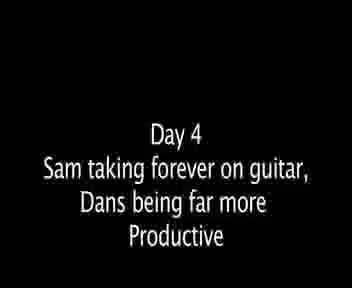 Day 4
Sam taking forever on guitar,
Dans being far more
Productive